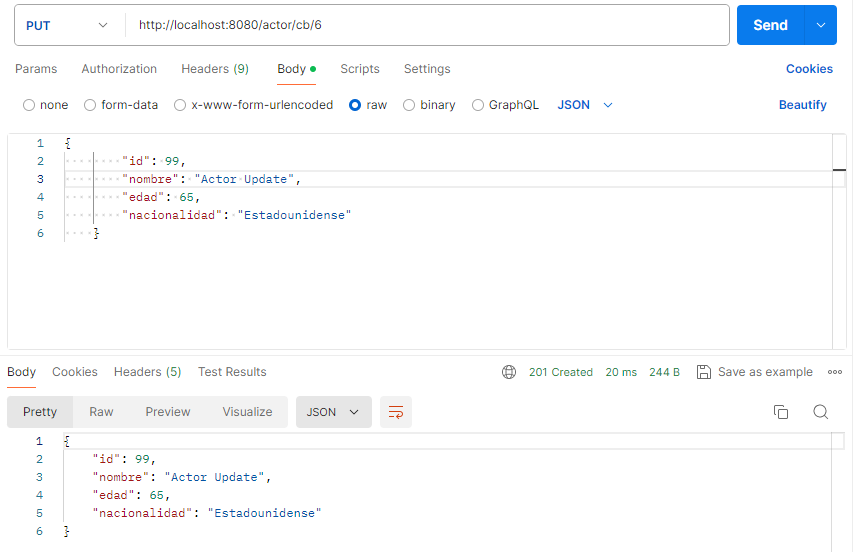 PUT http://localhost:8080/actor/cb/6 Send
Params Authorization Headers (9) Body Scripts Settings Cookies
none form-data x-www-form-urlencoded raw binary GraphQL JSON Beautify
1 {
2 "id": 99,
3 "nombre": "Actor Update",
4 "edad": 65,
5 "nacionalidad": "Estadounidense"
6 }
Body Cookies Headers (5) Test Results 201 Created 20 ms 244 B Save as example
Pretty Raw Preview Visualize JSON
1 {
2 "id": 99,
3 "nombre": "Actor Update",
4 "edad": 65,
5 "nacionalidad": "Estadounidense"
6 }